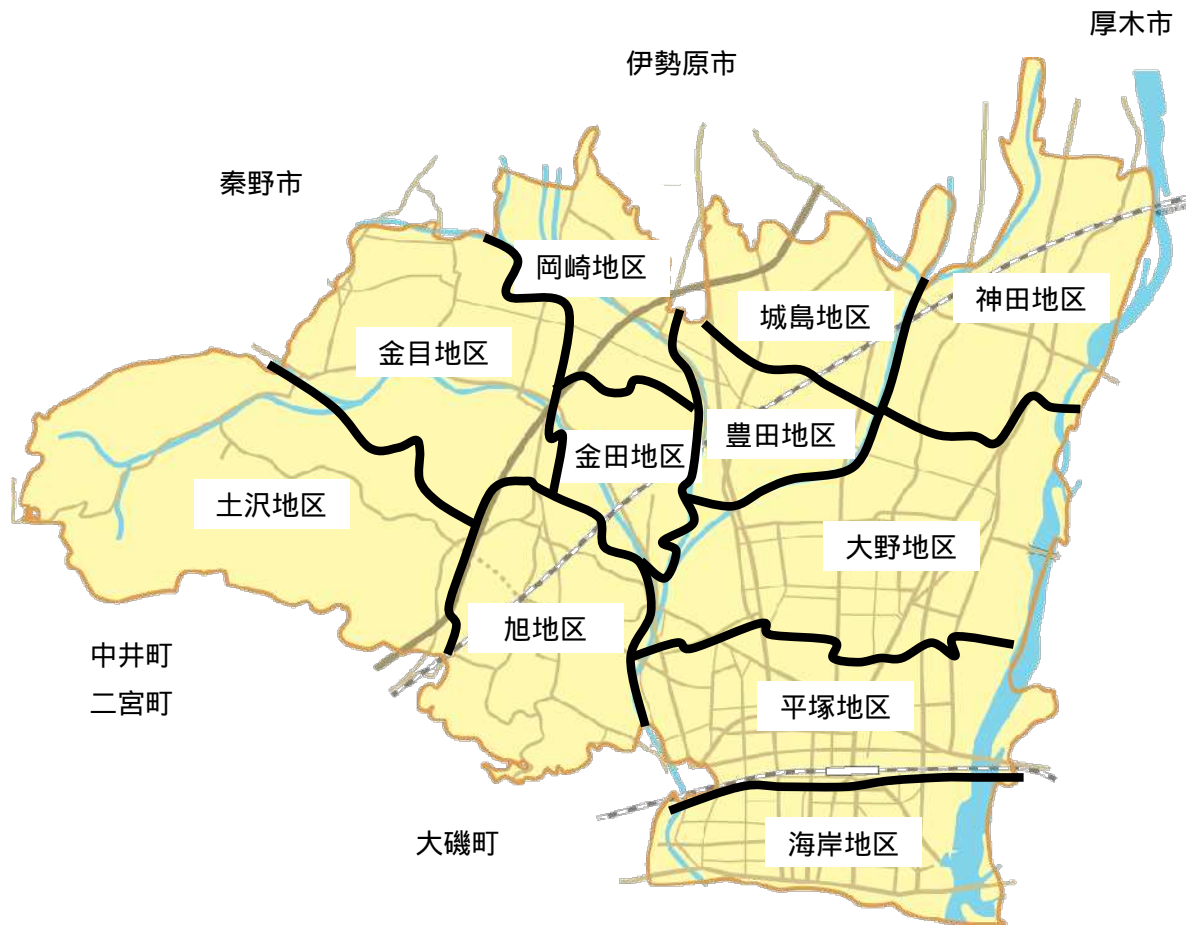 厚木市
伊勢原市
秦野市
岡崎地区
神田地区
城島地区
金目地区
豊田地区
金田地区
土沢地区
大野地区
旭地区
中井町
二宮町
平塚地区
大磯町
海岸地区